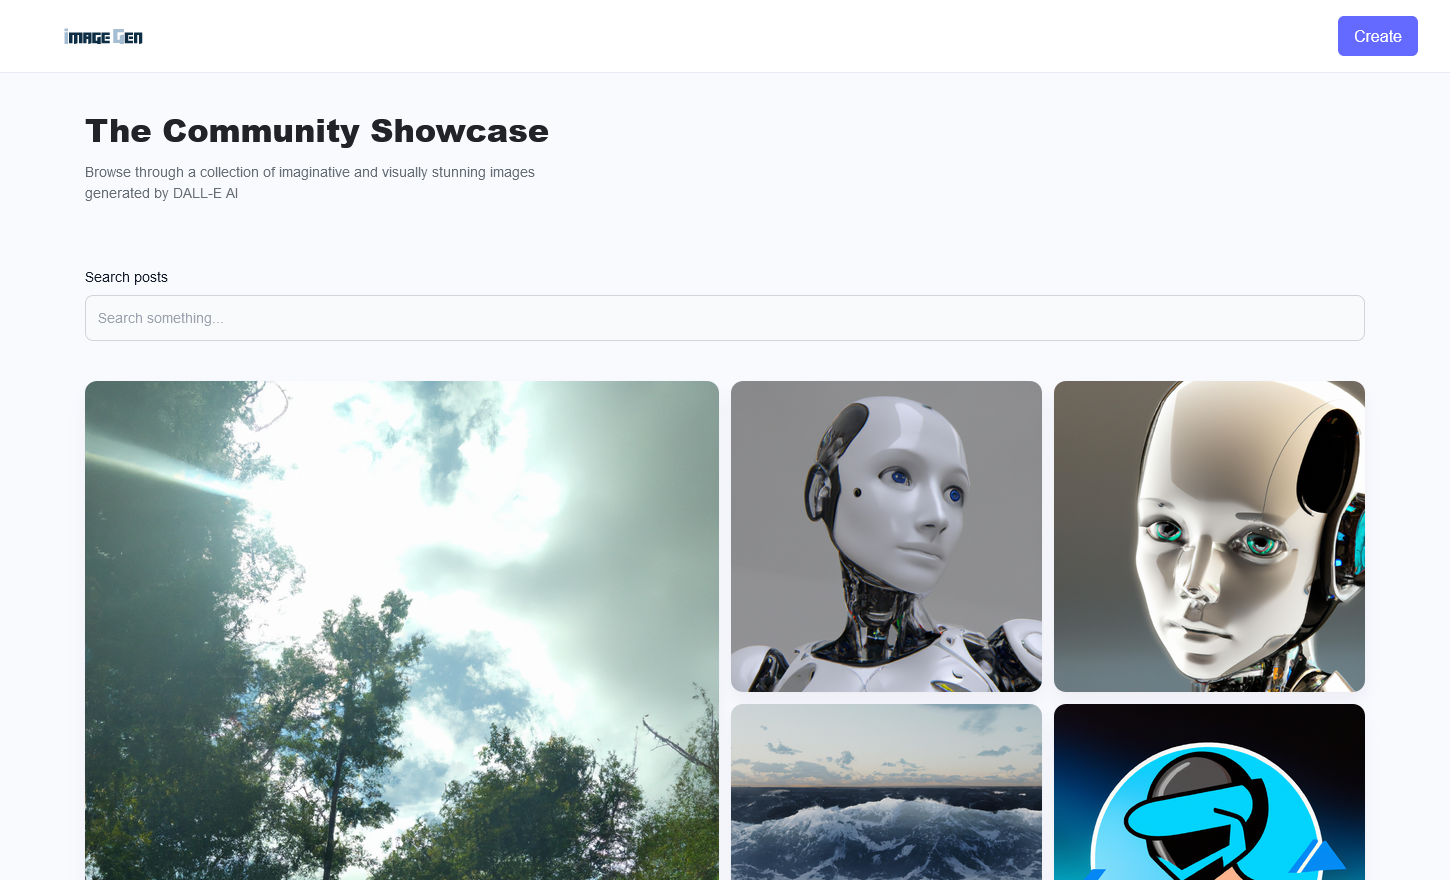 imAGE GEn
Create
The Community Showcase
Browse through a collection of imaginative and visually stunning images
generated by DALL-E AI
Search posts
Search something...